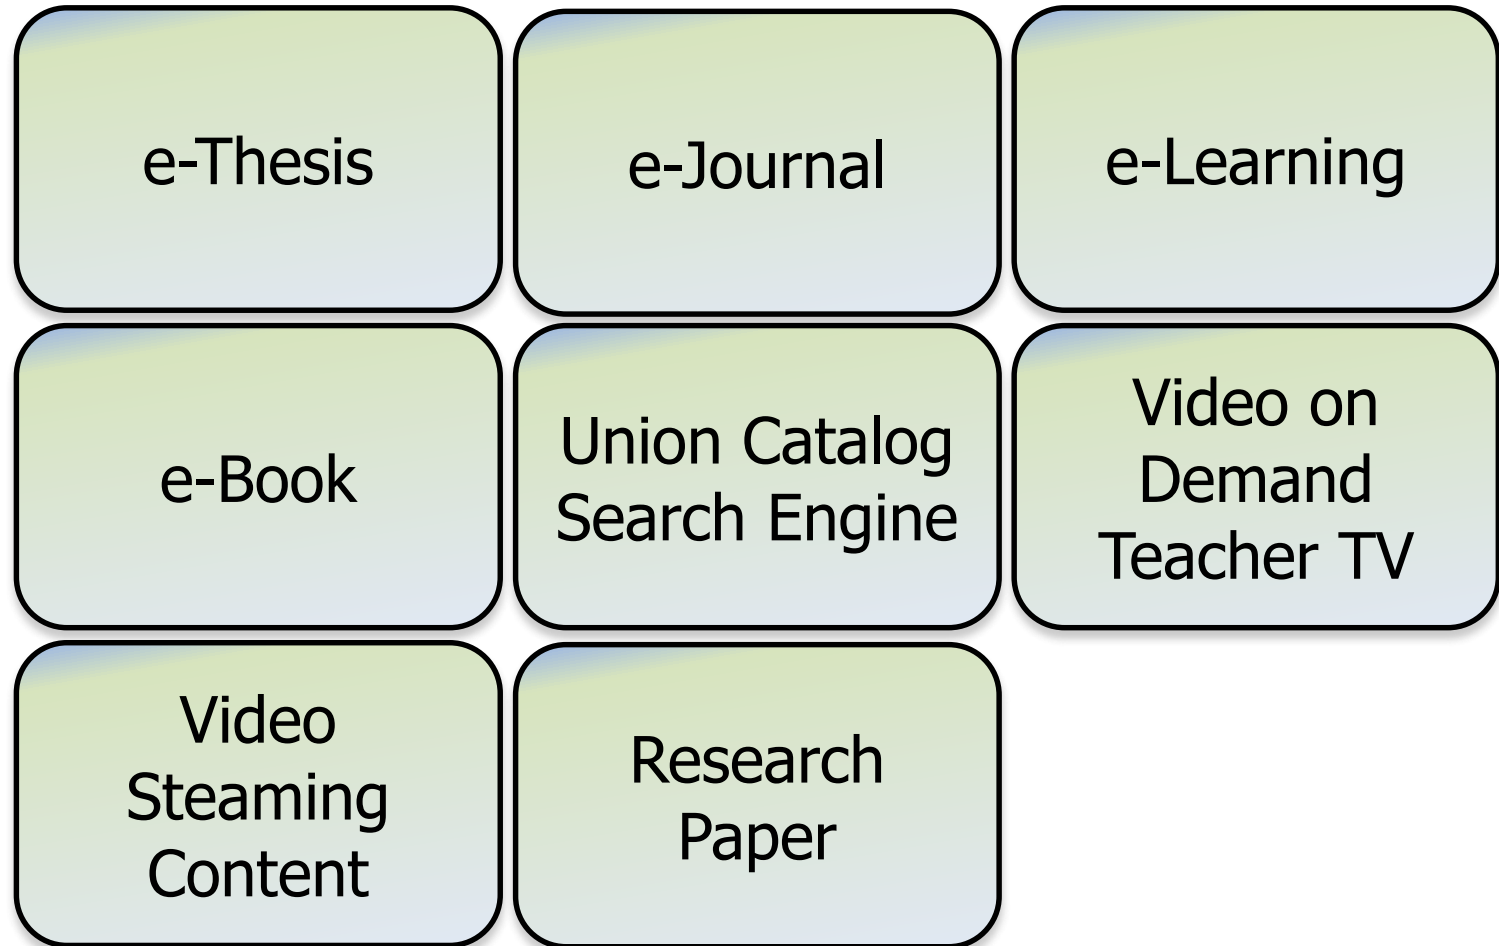 e-Thesis
e-Journal
e-Learning
e-Book
Union Catalog
Search Engine
Video on
Demand
Teacher TV
Video
Steaming
Content
Research
Paper